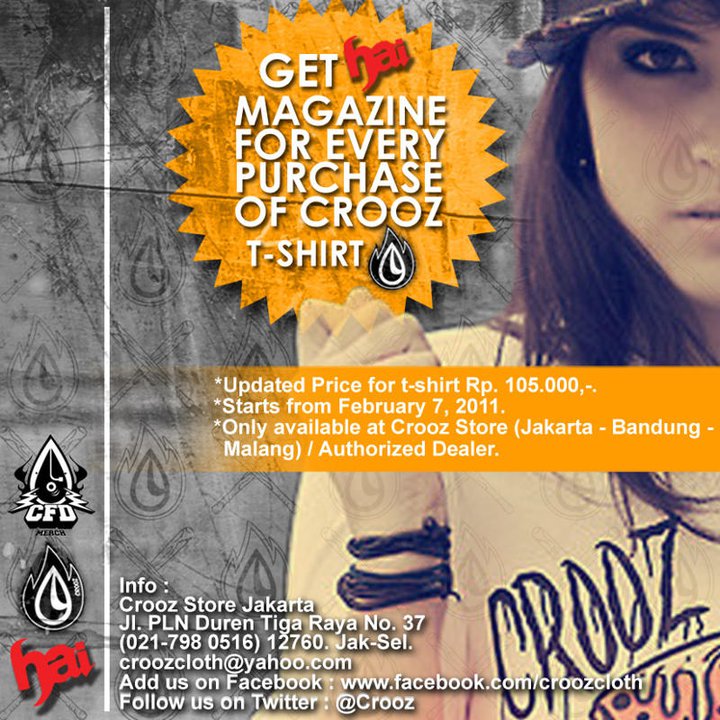 GET hai
MAGAZINE
FOR EVERY
PURCHASE
OF CROOZ
T-SHIRT
*Updated Price for t-shirt Rp. 105.000,-.
*Starts from February 7, 2011.
*Only available at Crooz Store (Jakarta - Bandung -
Malang) / Authorized Dealer.
CFD
MERCH
CROOZ
hai
Info :
Crooz Store Jakarta
Jl. PLN Duren Tiga Raya No. 37
(021-798 0516) 12760. Jak-Sel.
croozcloth@yahoo.com
Add us on Facebook : www.facebook.com/croozcloth
Follow us on Twitter : @Crooz
CROOZ